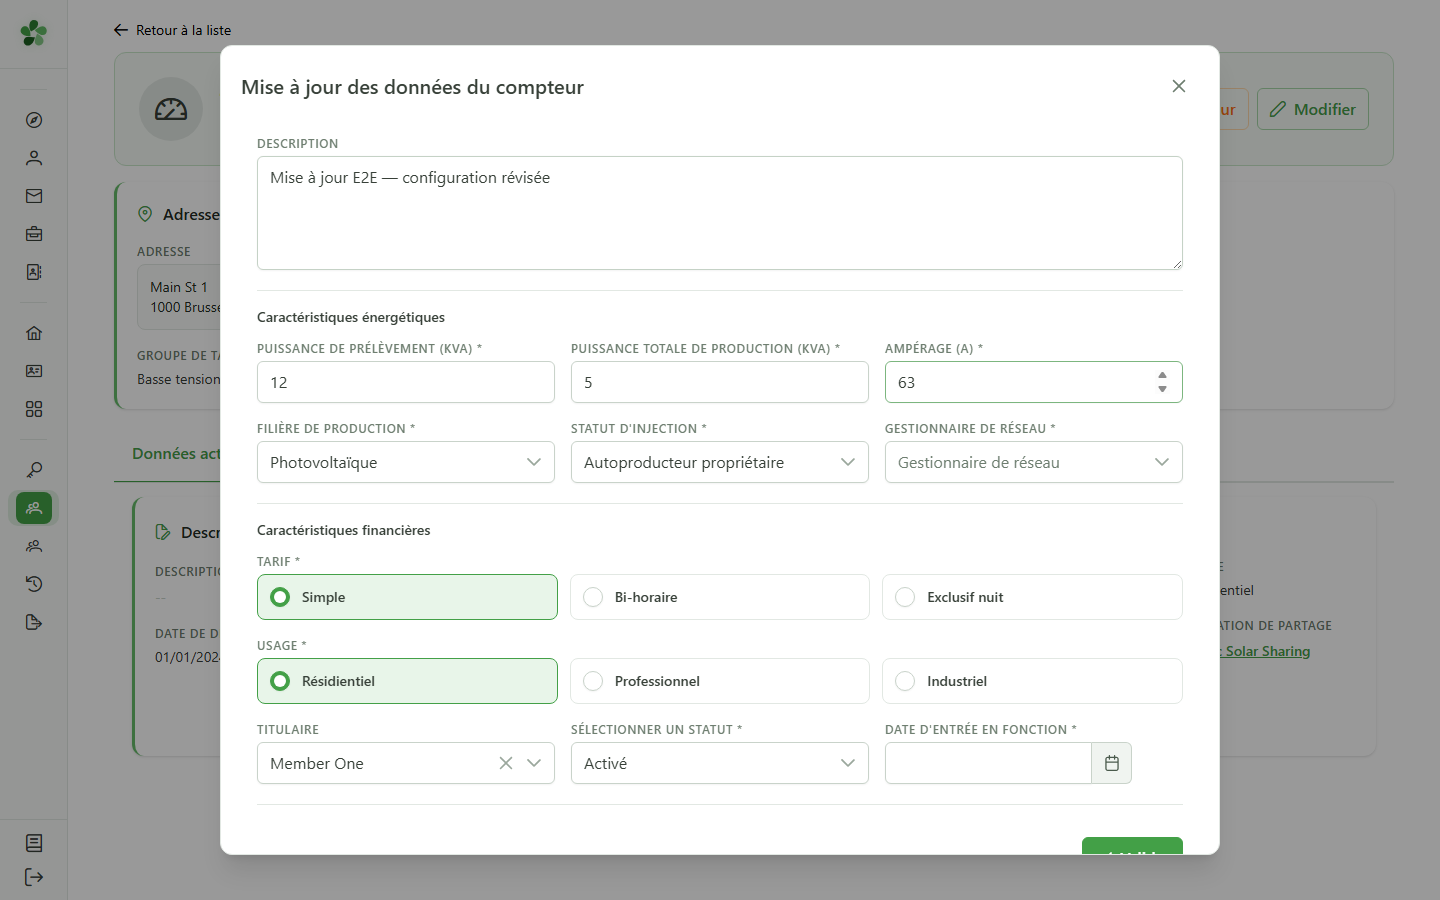 Retour à la liste
Mise à jour des données du compteur
ur
Modifier
DESCRIPTION
Mise à jour E2E — configuration révisée
Adresse
ADRESSE
Main St 1
1000
Caractéristiques énergétiques
PUISSANCE DE PRÉLÈVEMENT (KVA) *
PUISSANCE TOTALE DE PRODUCTION (KVA) *
AMPÉRAGE (A) *
GROUPE DE
12
5
63
Basse tension
FILIÈRE DE PRODUCTION *
STATUT D'INJECTION *
GESTIONNAIRE DE RÉSEAU *
Données
Photovoltaïque
Autoproducteur propriétaire
Gestionnaire de réseau
Caractéristiques financières
TARIF *
Simple
Bi-horaire
Exclusif nuit
--
entiel
USAGE *
DATE DE
ATION DE PARTAGE
01/01/202
: Solar Sharing
Résidentiel
Professionnel
Industriel
TITULAIRE
SÉLECTIONNER UN STATUT *
DATE D'ENTRÉE EN FONCTION *
Member One
Activé